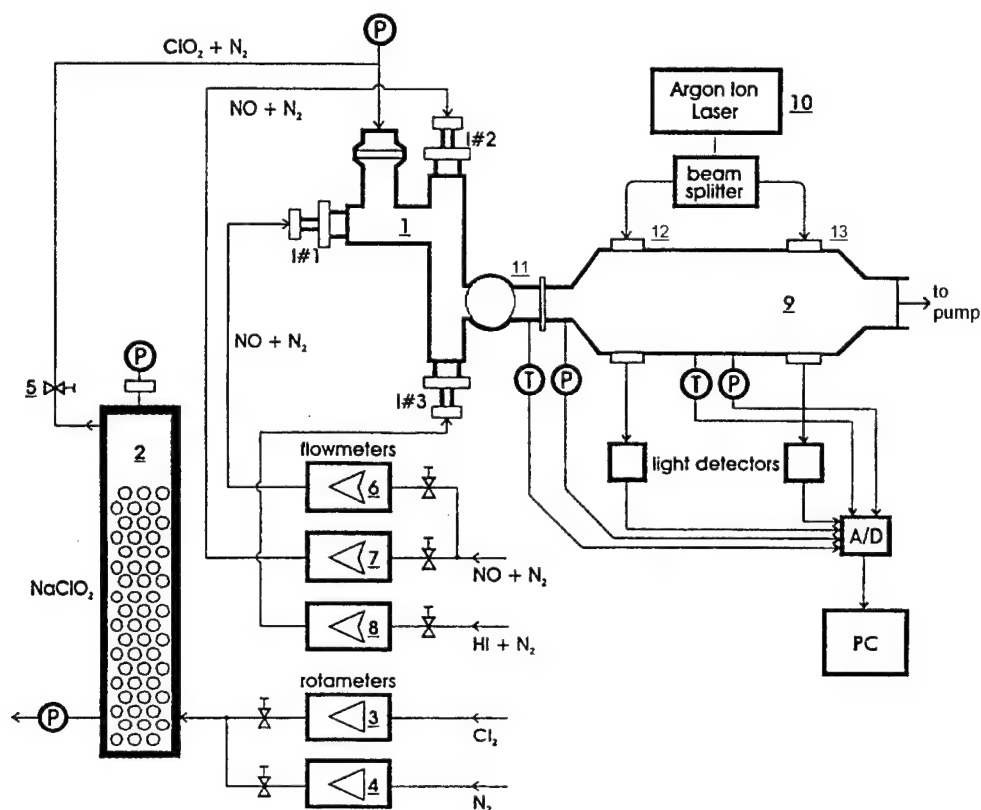 P
ClO₂ + N₂
NO + N₂
I#2
Argon Ion
Laser
10
beam
splitter
12
13
1
I#1
11
9
to
pump
NO + N₂
P
5
I#3
T
P
T
P
2
flowmeters
6
light detectors
7
NO + N₂
A/D
NaClO₂
8
HI + N₂
PC
rotameters
P
3
Cl₂
4
N₂